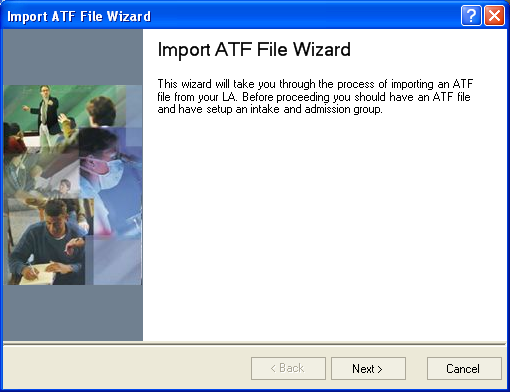 Import ATF File Wizard
Import ATF File Wizard
This wizard will take you through the process of importing an ATF
file from your LA. Before proceeding you should have an ATF file
and have setup an intake and admission group.
< Back
Next >
Cancel